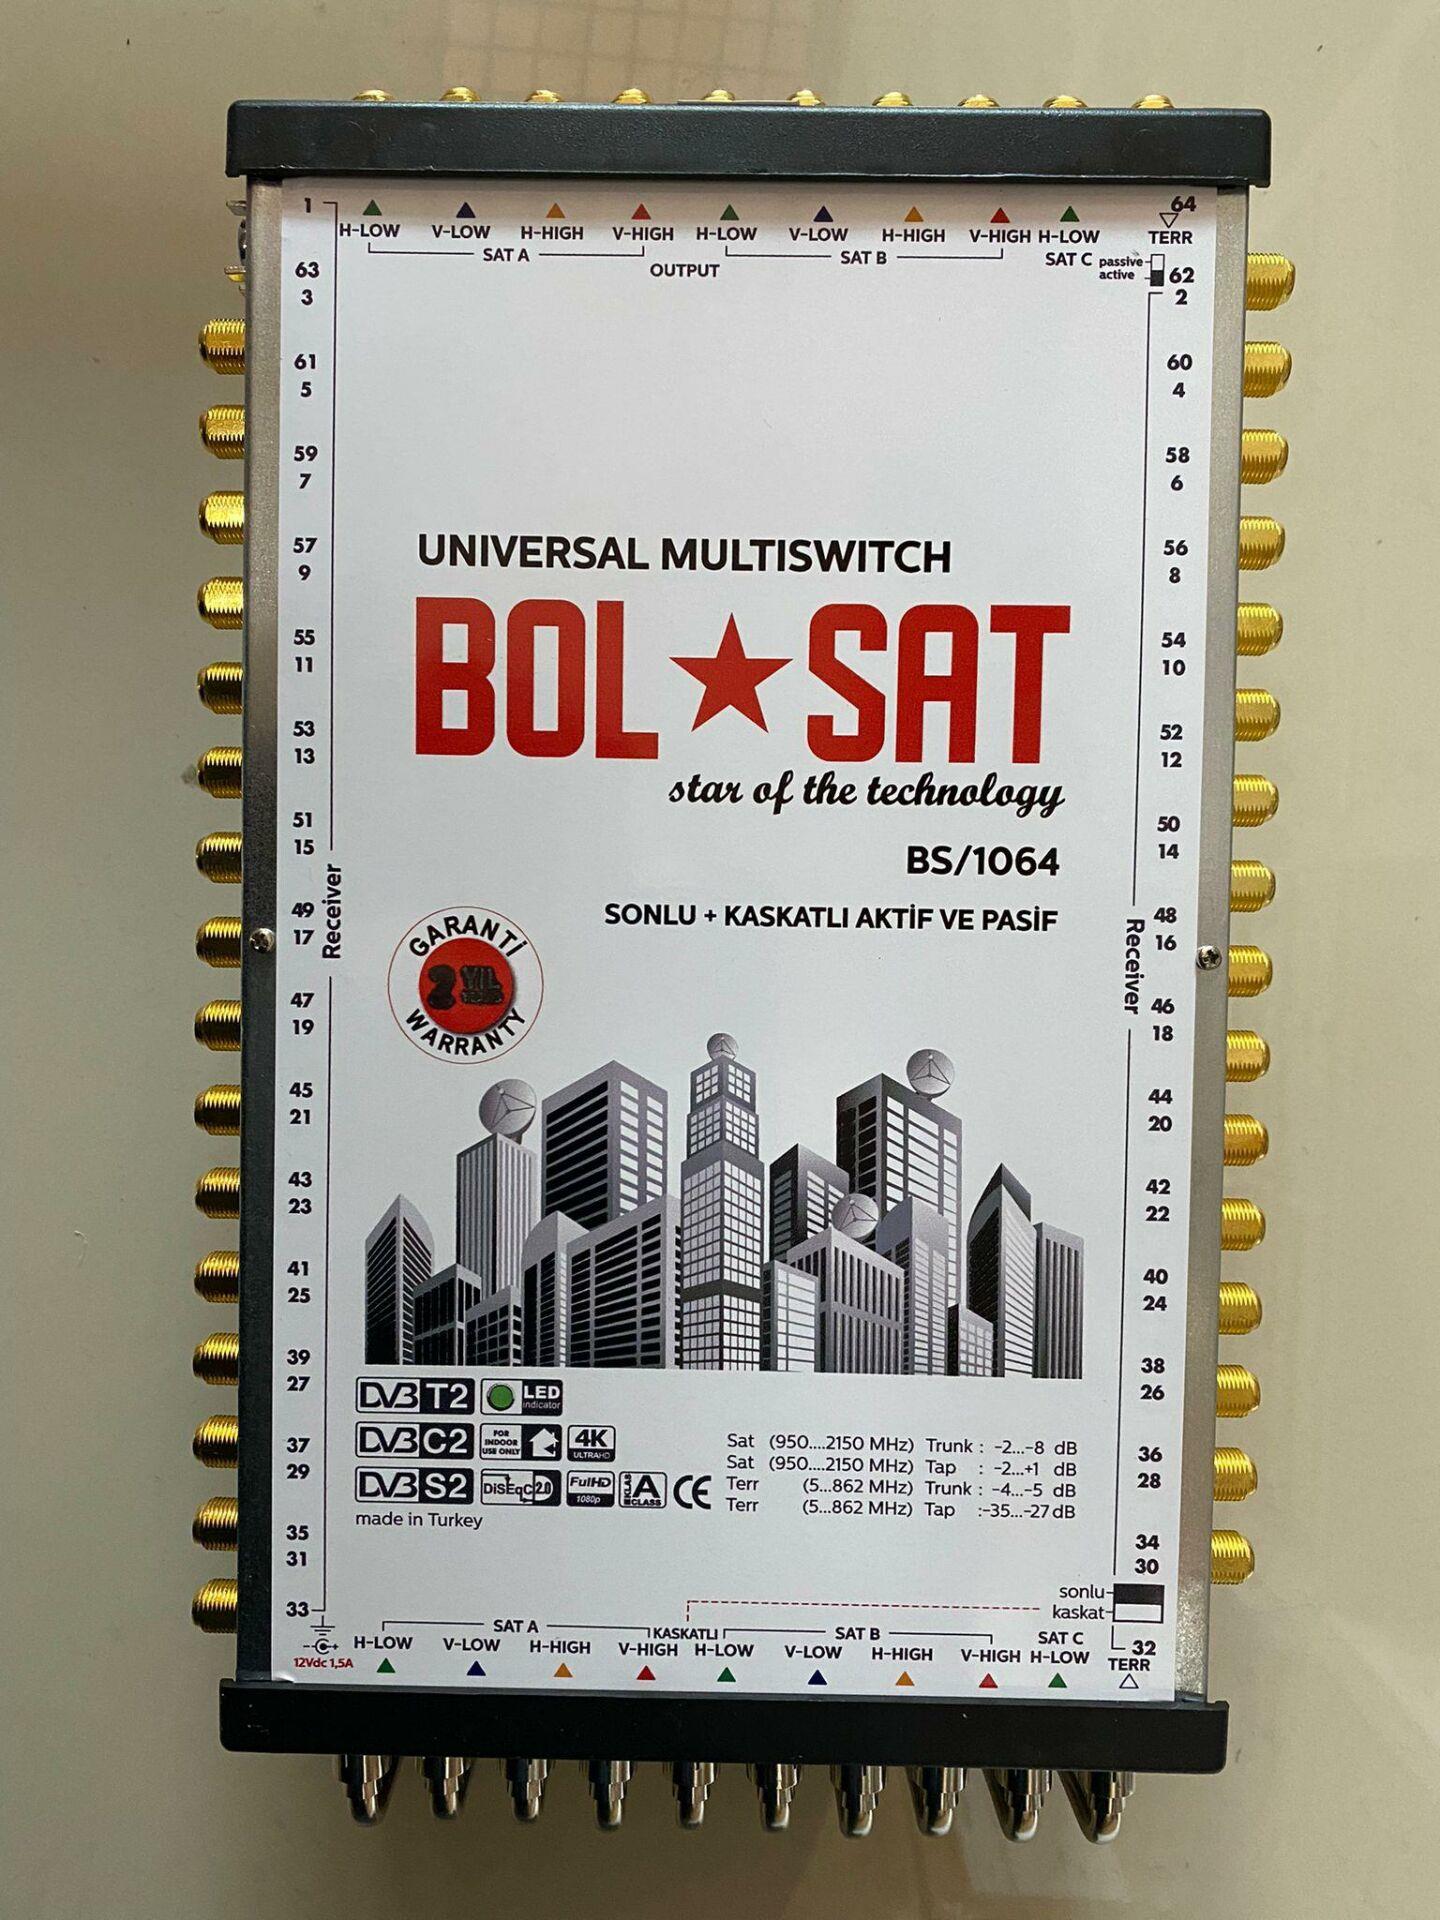 1 H-LOW V-LOW H-HIGH V-HIGH H-LOW V-LOW H-HIGH V-HIGH H-LOW 64 TERR
SAT A SAT B SAT C passive
OUTPUT active
63 62
3 2
61 60
5 4
59 58
7 6
57 56
9 8
UNIVERSAL MULTISWITCH
BOL SAT
star of the technology
55 54
11 10
53 52
13 12
51 50
15 14
BS/1064
SONLU + KASKATLI AKTİF VE PASİF
Receiver
Receiver
49 48
17 16
GARANTİ
2 YIL
WARRANTY
47 46
19 18
45 44
21 20
43 42
23 22
41 40
25 24
39 38
27 26
37 36
29 28
35 34
31 30
33 32
DVB T2 LED indicator
DVB C2 FOR INDOOR USE ONLY 4K ULTRAHD
DVB S2 DiSEqC 2.0 FullHD 1080p KLAS A CLASS CE
made in Turkey
Sat (950....2150 MHz) Trunk : -2...-8 dB
Sat (950....2150 MHz) Tap : -2...+1 dB
Terr (5...862 MHz) Trunk : -4...-5 dB
Terr (5...862 MHz) Tap :-35...-27 dB
sonlu
kaskat
SAT A KASKATLI SAT B SAT C
12Vdc 1,5A
H-LOW V-LOW H-HIGH V-HIGH H-LOW V-LOW H-HIGH V-HIGH H-LOW TERR